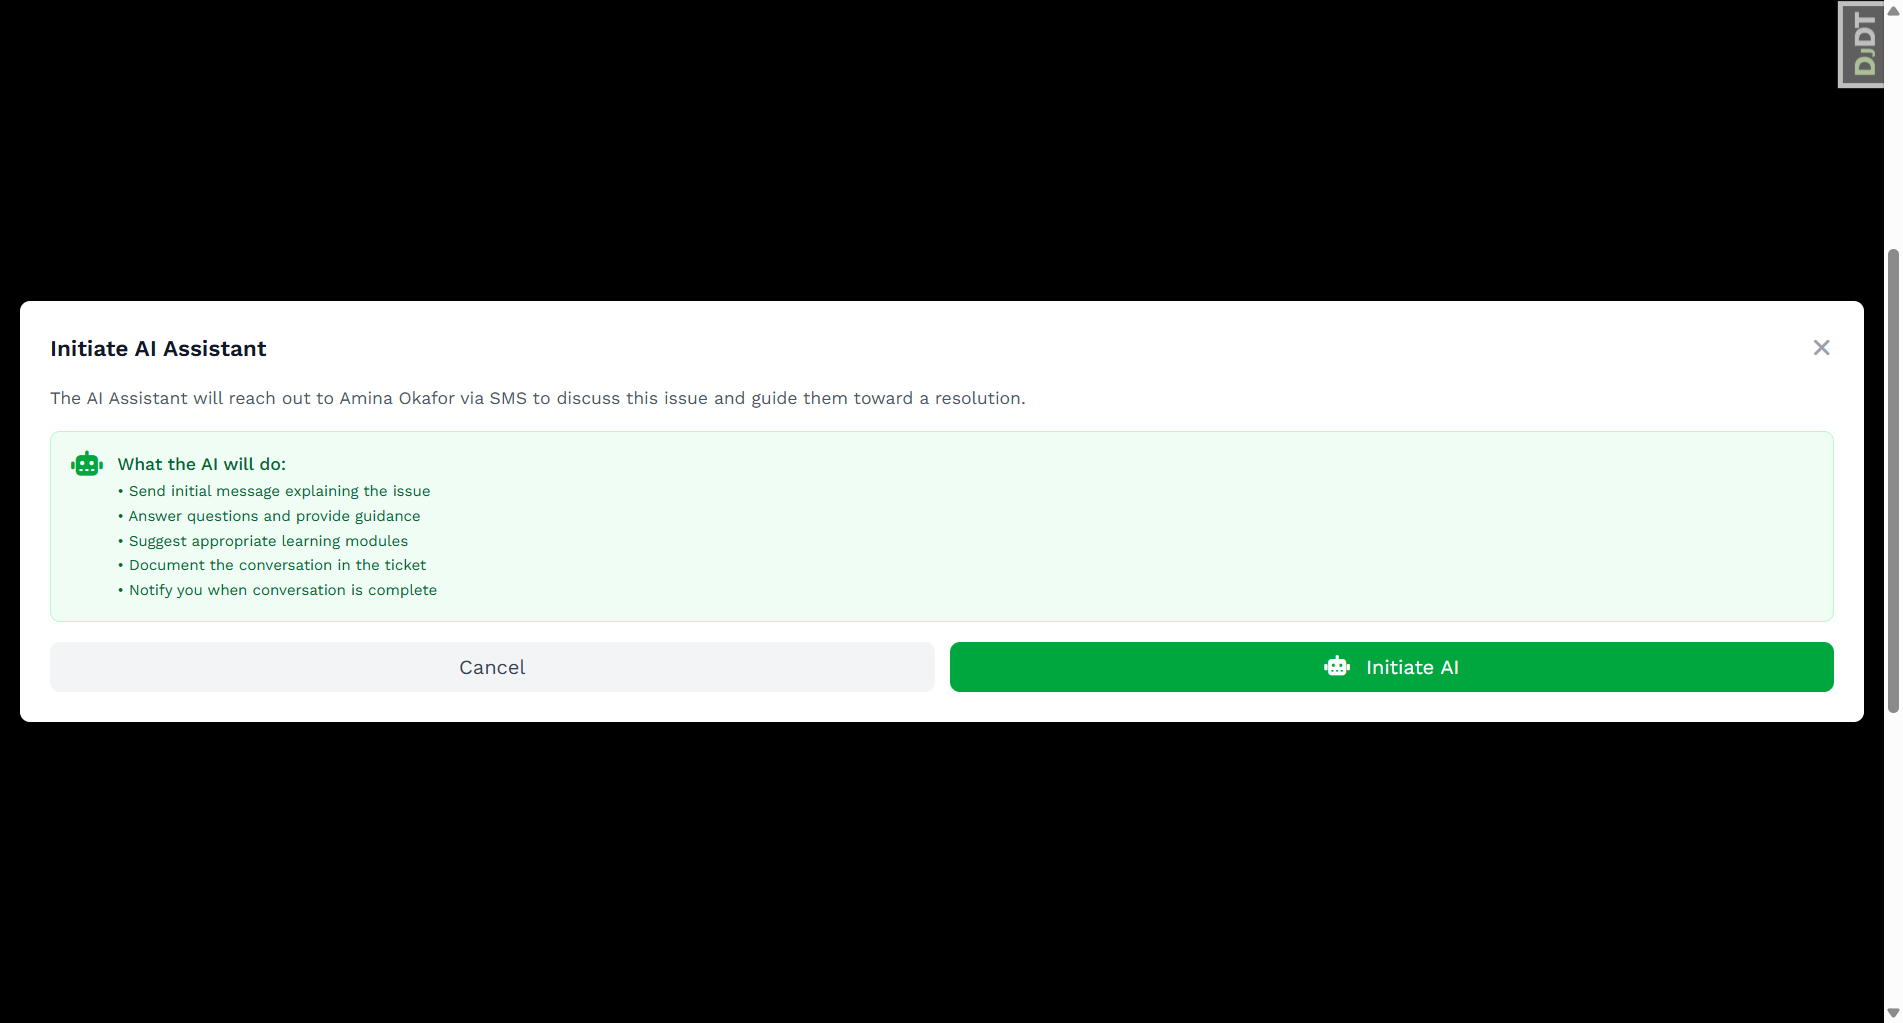 DJDT
Initiate AI Assistant
The AI Assistant will reach out to Amina Okafor via SMS to discuss this issue and guide them toward a resolution.
What the AI will do:
• Send initial message explaining the issue
• Answer questions and provide guidance
• Suggest appropriate learning modules
• Document the conversation in the ticket
• Notify you when conversation is complete
Cancel
Initiate AI